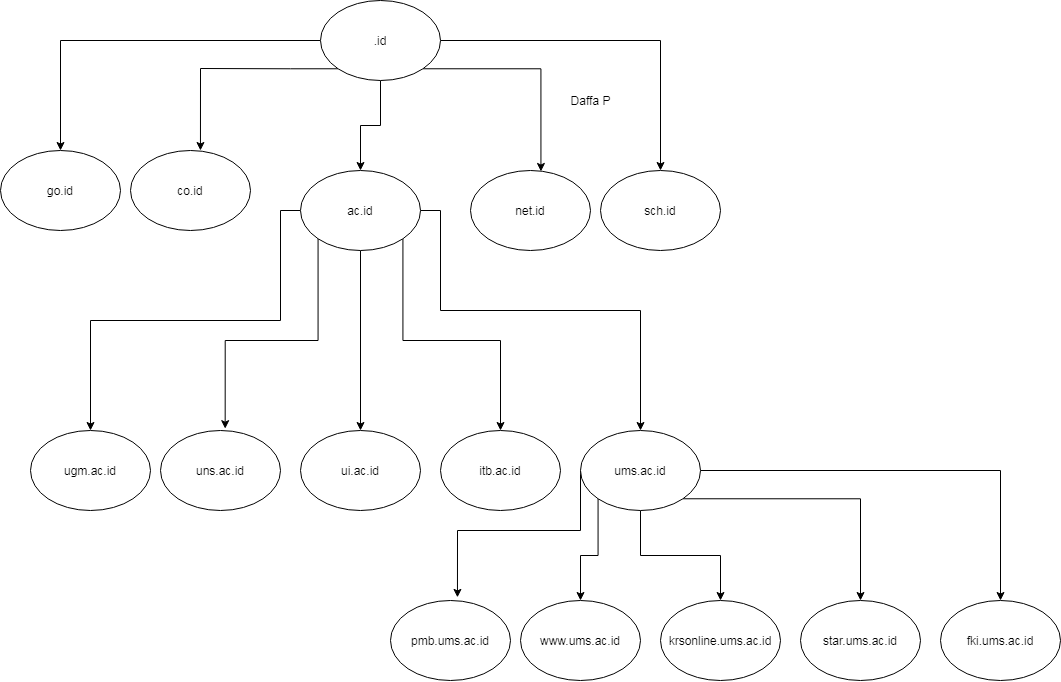 .id
Daffa P
go.id
co.id
ac.id
net.id
sch.id
ugm.ac.id
uns.ac.id
ui.ac.id
itb.ac.id
ums.ac.id
pmb.ums.ac.id
www.ums.ac.id
krsonline.ums.ac.id
star.ums.ac.id
fki.ums.ac.id